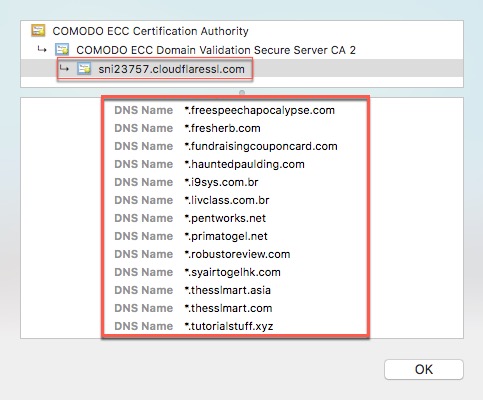 COMODO ECC Certification Authority
COMODO ECC Domain Validation Secure Server CA 2
sni23757.cloudflaressl.com
DNS Name *.freespeechapocalypse.com
DNS Name *.fresherb.com
DNS Name *.fundraisingcouponcard.com
DNS Name *.hauntedpaulding.com
DNS Name *.i9sys.com.br
DNS Name *.livclass.com.br
DNS Name *.pentworks.net
DNS Name *.primatogel.net
DNS Name *.robustoreview.com
DNS Name *.syairtogelhk.com
DNS Name *.thesslmart.asia
DNS Name *.thesslmart.com
DNS Name *.tutorialstuff.xyz
OK